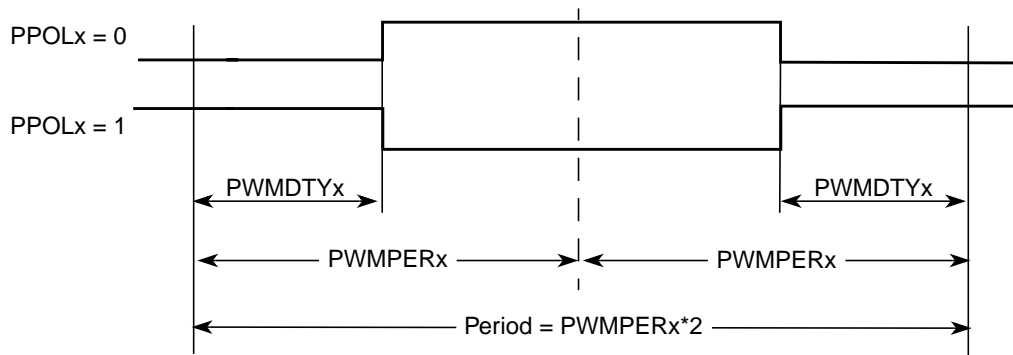 PPOLx = 0
PPOLx = 1
PWMDTYx PWMDTYx
PWMPERx PWMPERx
Period = PWMPERx*2